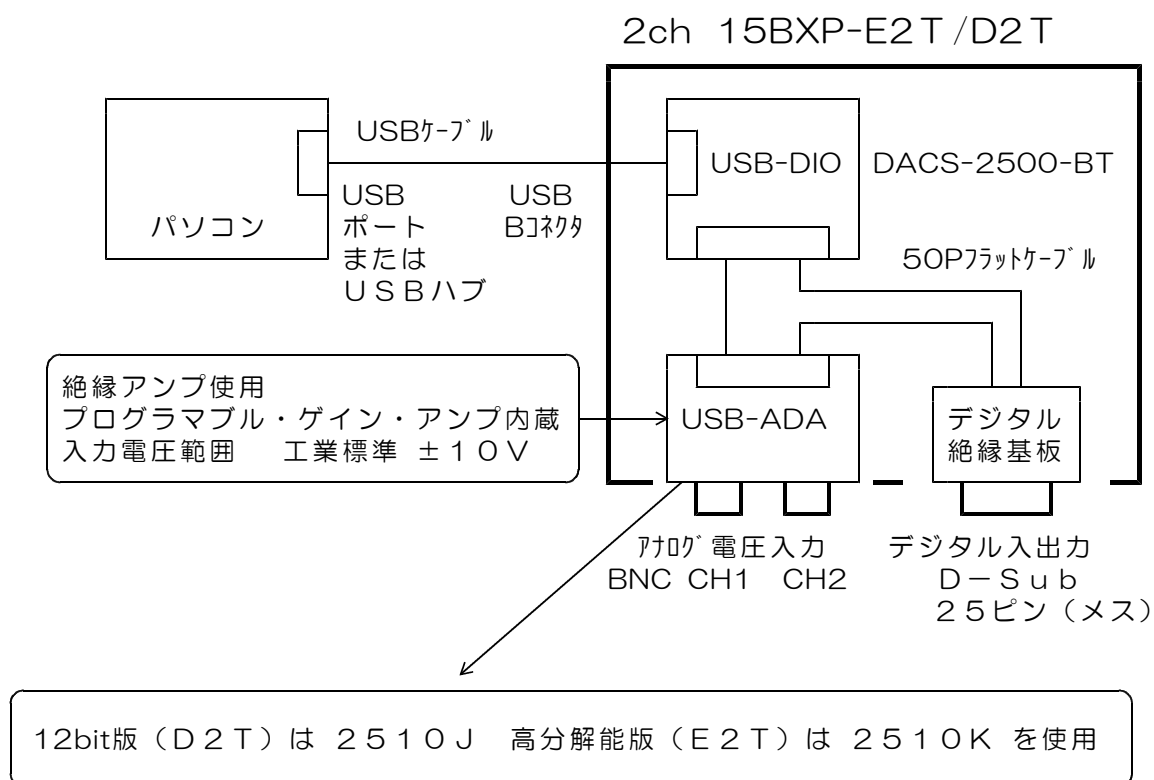 2ch 15BXP-E2T/D2T
USBｹｰﾌﾞﾙ
USB-DIO
DACS-2500-BT
パソコン
USB
ポート
または
ＵＳＢハブ
USB
Bｺﾈｸﾀ
50Pﾌﾗｯﾄｹｰﾌﾞﾙ
絶縁アンプ使用
プログラマブル・ゲイン・アンプ内蔵
入力電圧範囲　工業標準 ±１０Ｖ
USB-ADA
デジタル
絶縁基板
ｱﾅﾛｸﾞ電圧入力
BNC CH1 CH2
デジタル入出力
Ｄ－Ｓｕｂ
２５ピン（メス）
12bit版（Ｄ２Ｔ）は ２５１０Ｊ　高分解能版（Ｅ２Ｔ）は ２５１０Ｋ を使用